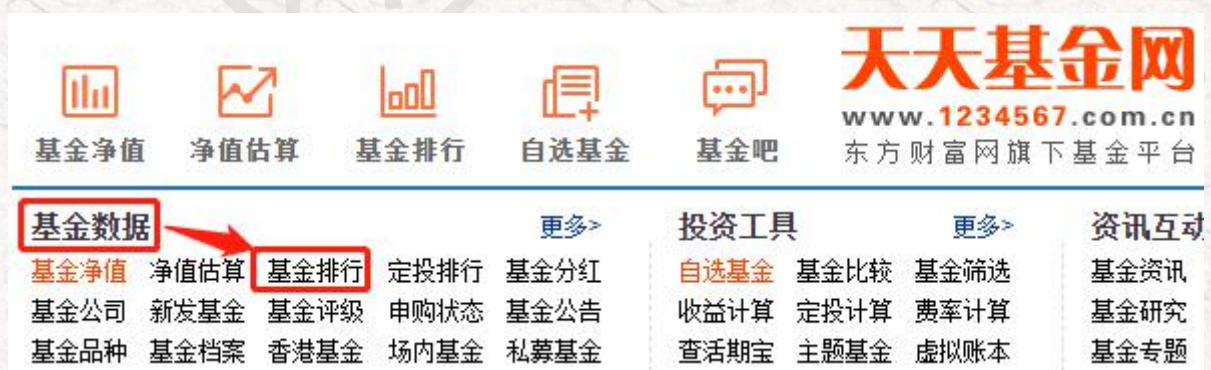 基金净值 净值估算 基金排行 自选基金 基金吧
天天基金网
www.1234567.com.cn
东方财富网旗下基金平台
基金数据 更多> 投资工具 更多> 资讯互动
基金净值 净值估算 基金排行 定投排行 基金分红 自选基金 基金比较 基金筛选 基金资讯
基金公司 新发基金 基金评级 申购状态 基金公告 收益计算 定投计算 费率计算 基金研究
基金品种 基金档案 香港基金 场内基金 私募基金 查活期宝 主题基金 虚拟账本 基金专题